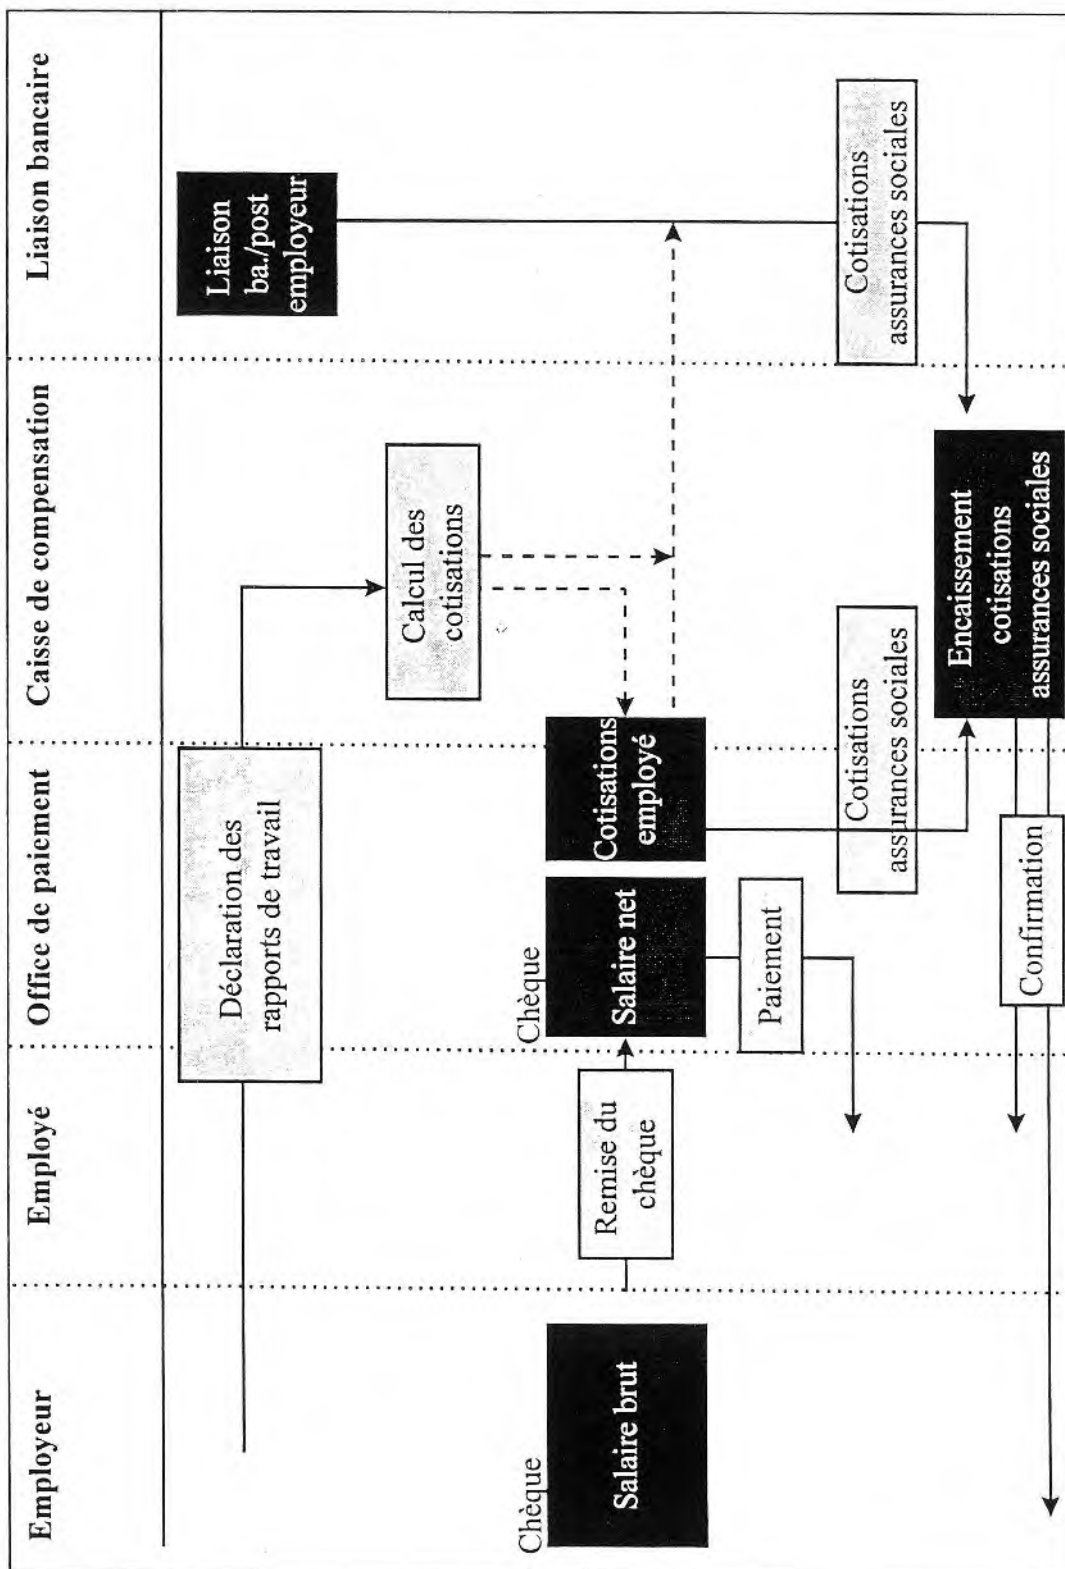 Employeur
Employé
Office de paiement
Caisse de compensation
Liaison bancaire
Déclaration des
rapports de travail
Liaison
ba./post
employeur
Calcul des
cotisations
Chèque
Salaire brut
Remise du
chèque
Chèque
Salaire net
Cotisations
employé
Paiement
Cotisations
assurances sociales
Cotisations
assurances sociales
Encaissement
cotisations
assurances sociales
Confirmation